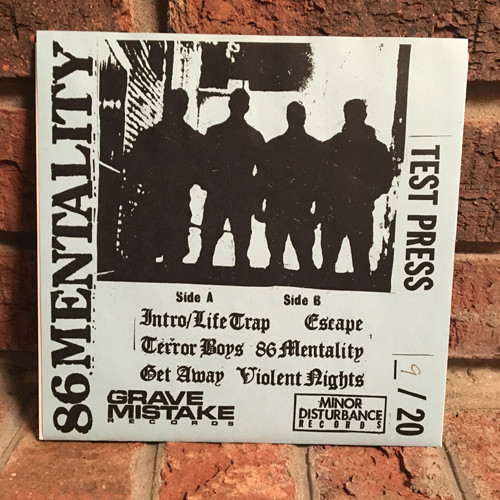 86 MENTALITY
TEST PRESS
9 / 20
Side A Side B
Intro/Life Trap Escape
Terror Boys 86 Mentality
Get Away Violent Nights
GRAVE
MISTAKE
RECORDS
MINOR
DISTURBANCE
RECORDS